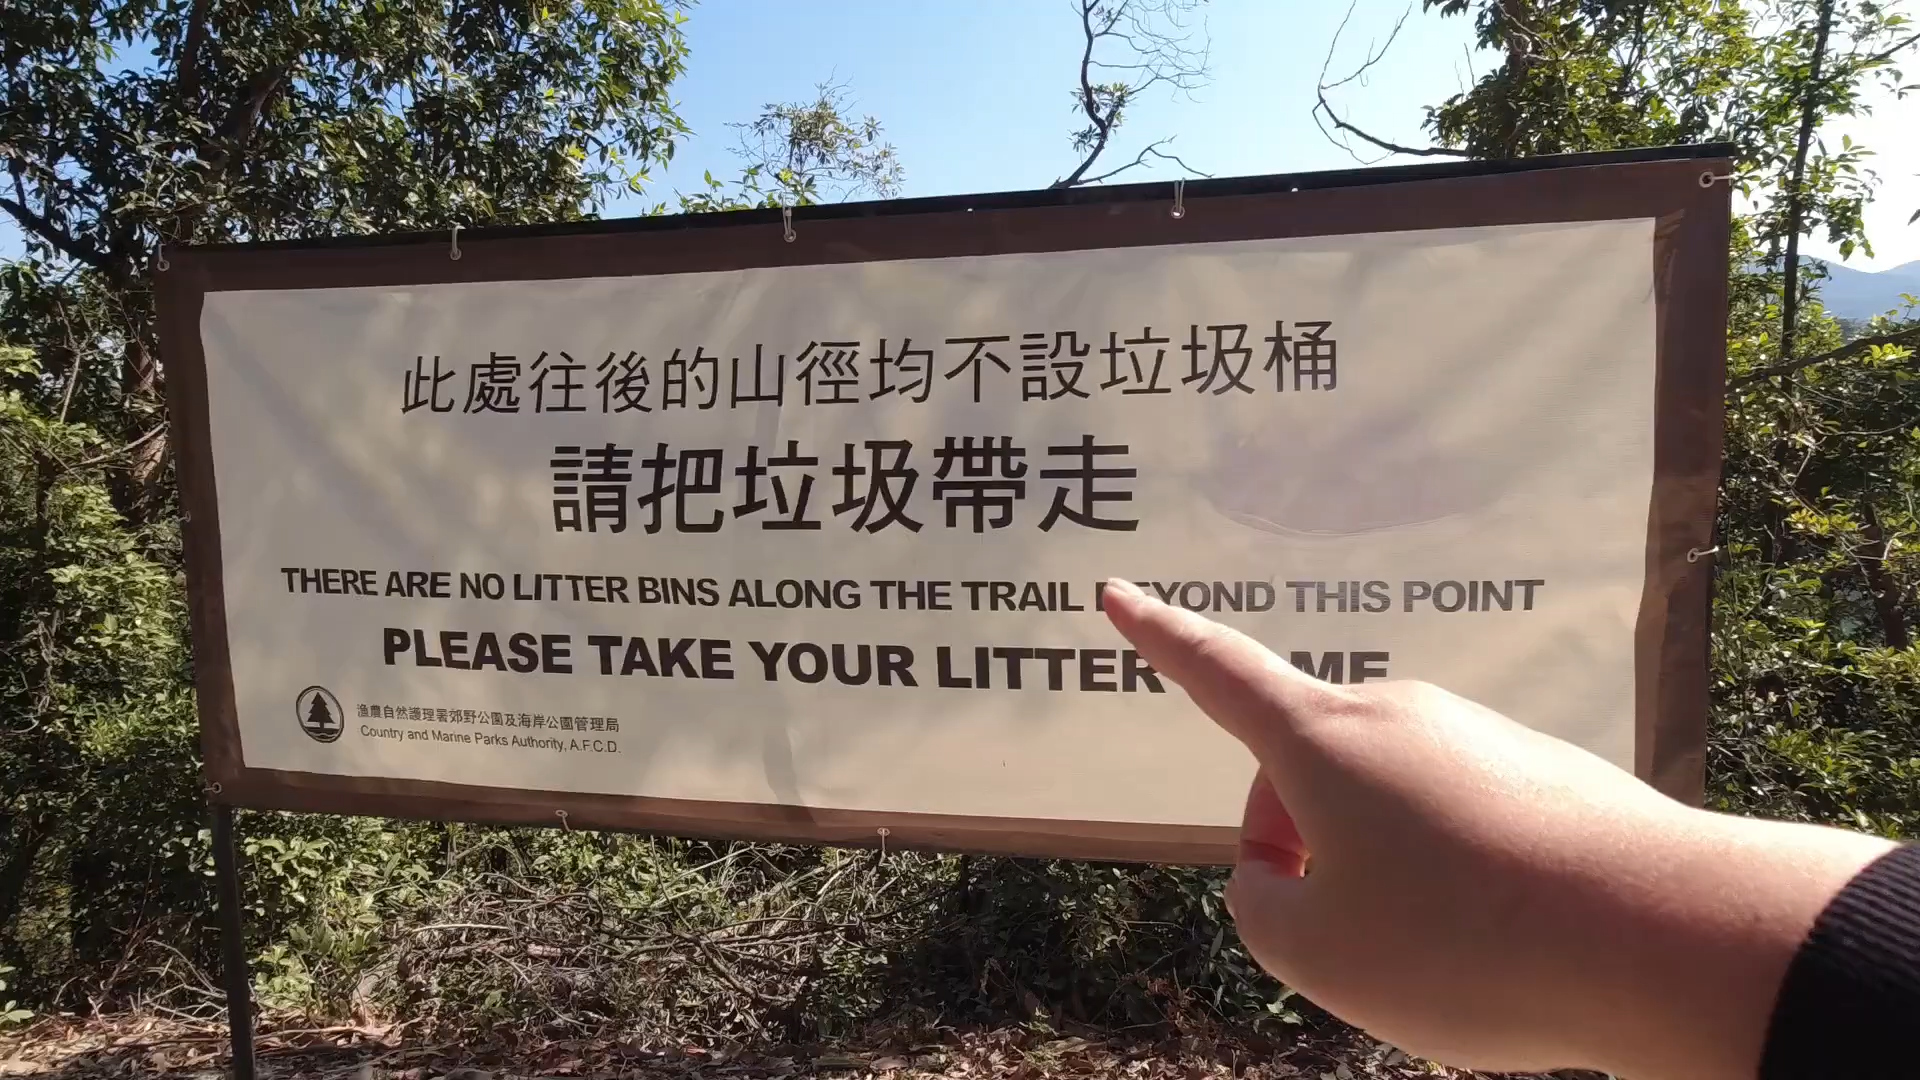 此處往後的山徑均不設垃圾桶
請把垃圾帶走
THERE ARE NO LITTER BINS ALONG THE TRAIL BEYOND THIS POINT
PLEASE TAKE YOUR LITTER
漁農自然護理署郊野公園及海岸公園管理局
Country and Marine Parks Authority, A.F.C.D.